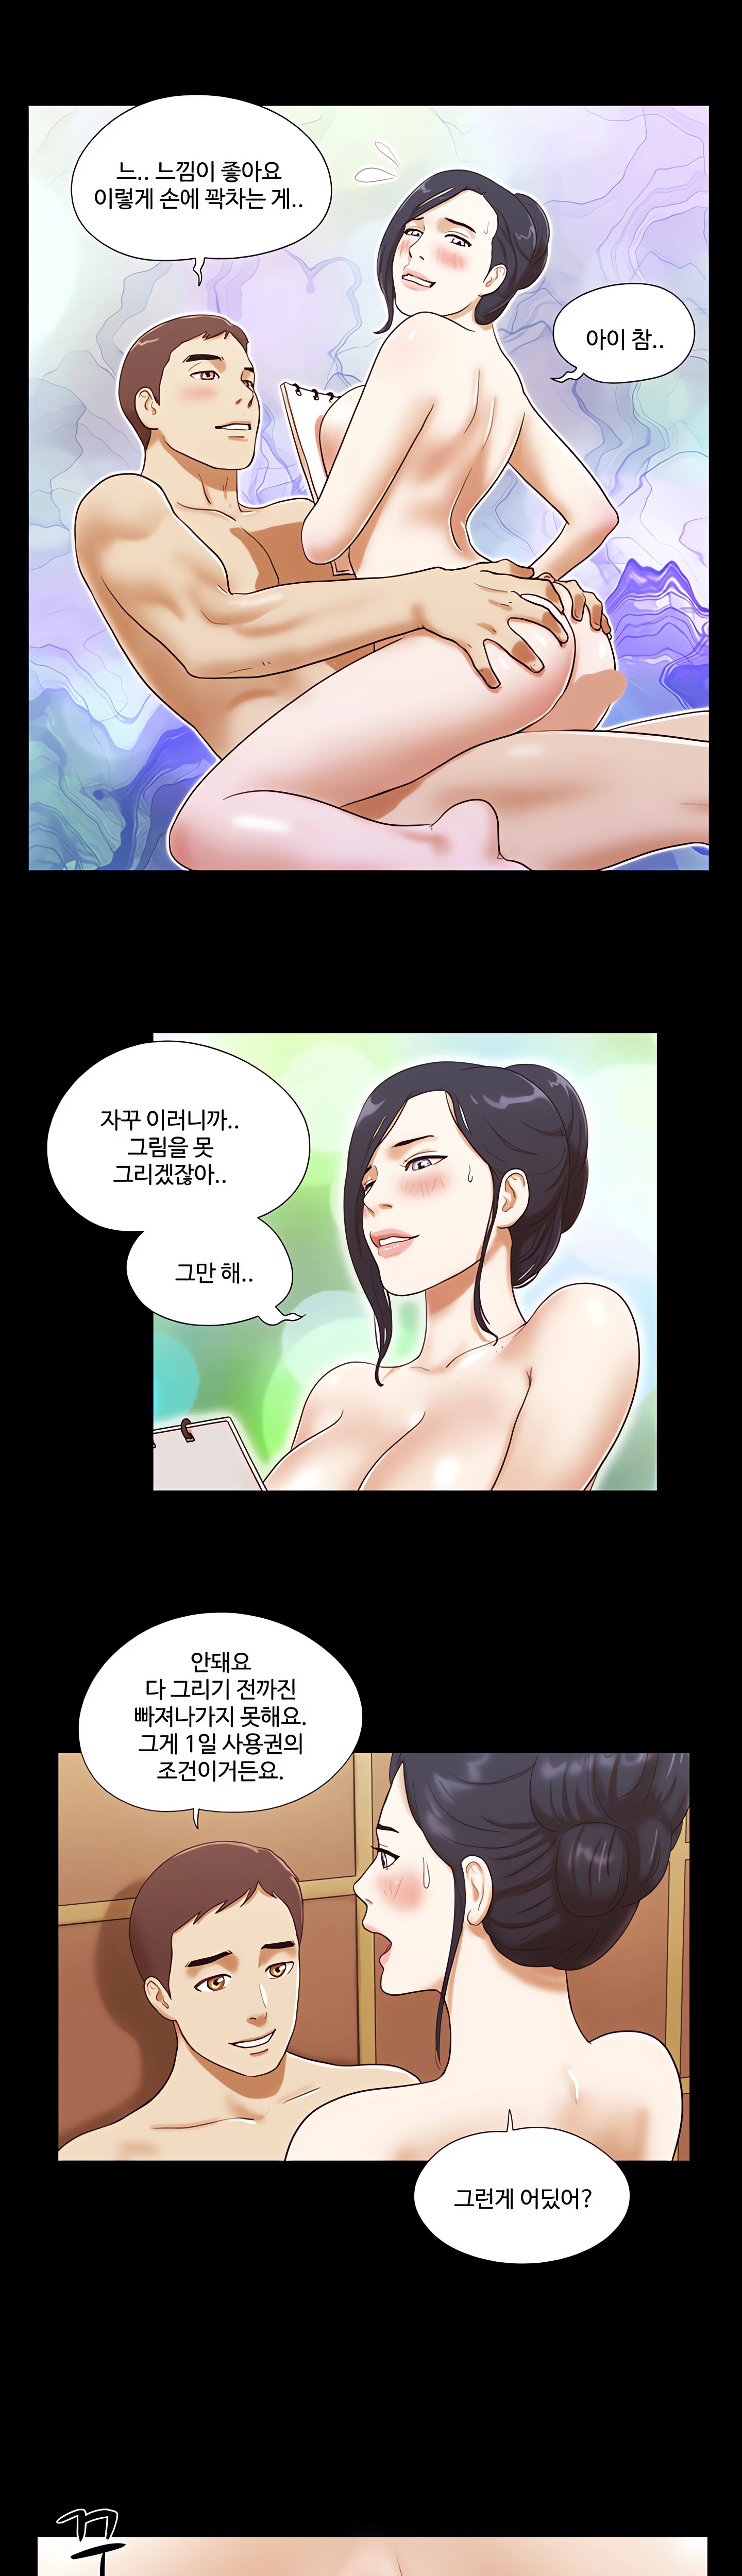 느.. 느낌이 좋아요
이렇게 손에 꽉차는 게..
아이 참..
자꾸 이러니까..
그림을 못
그리겠잖아..
그만 해..
안돼요
다 그리기 전까진
빠져나가지 못해요.
그게 1일 사용권의
조건이거든요.
그런게 어딨어?
꾸